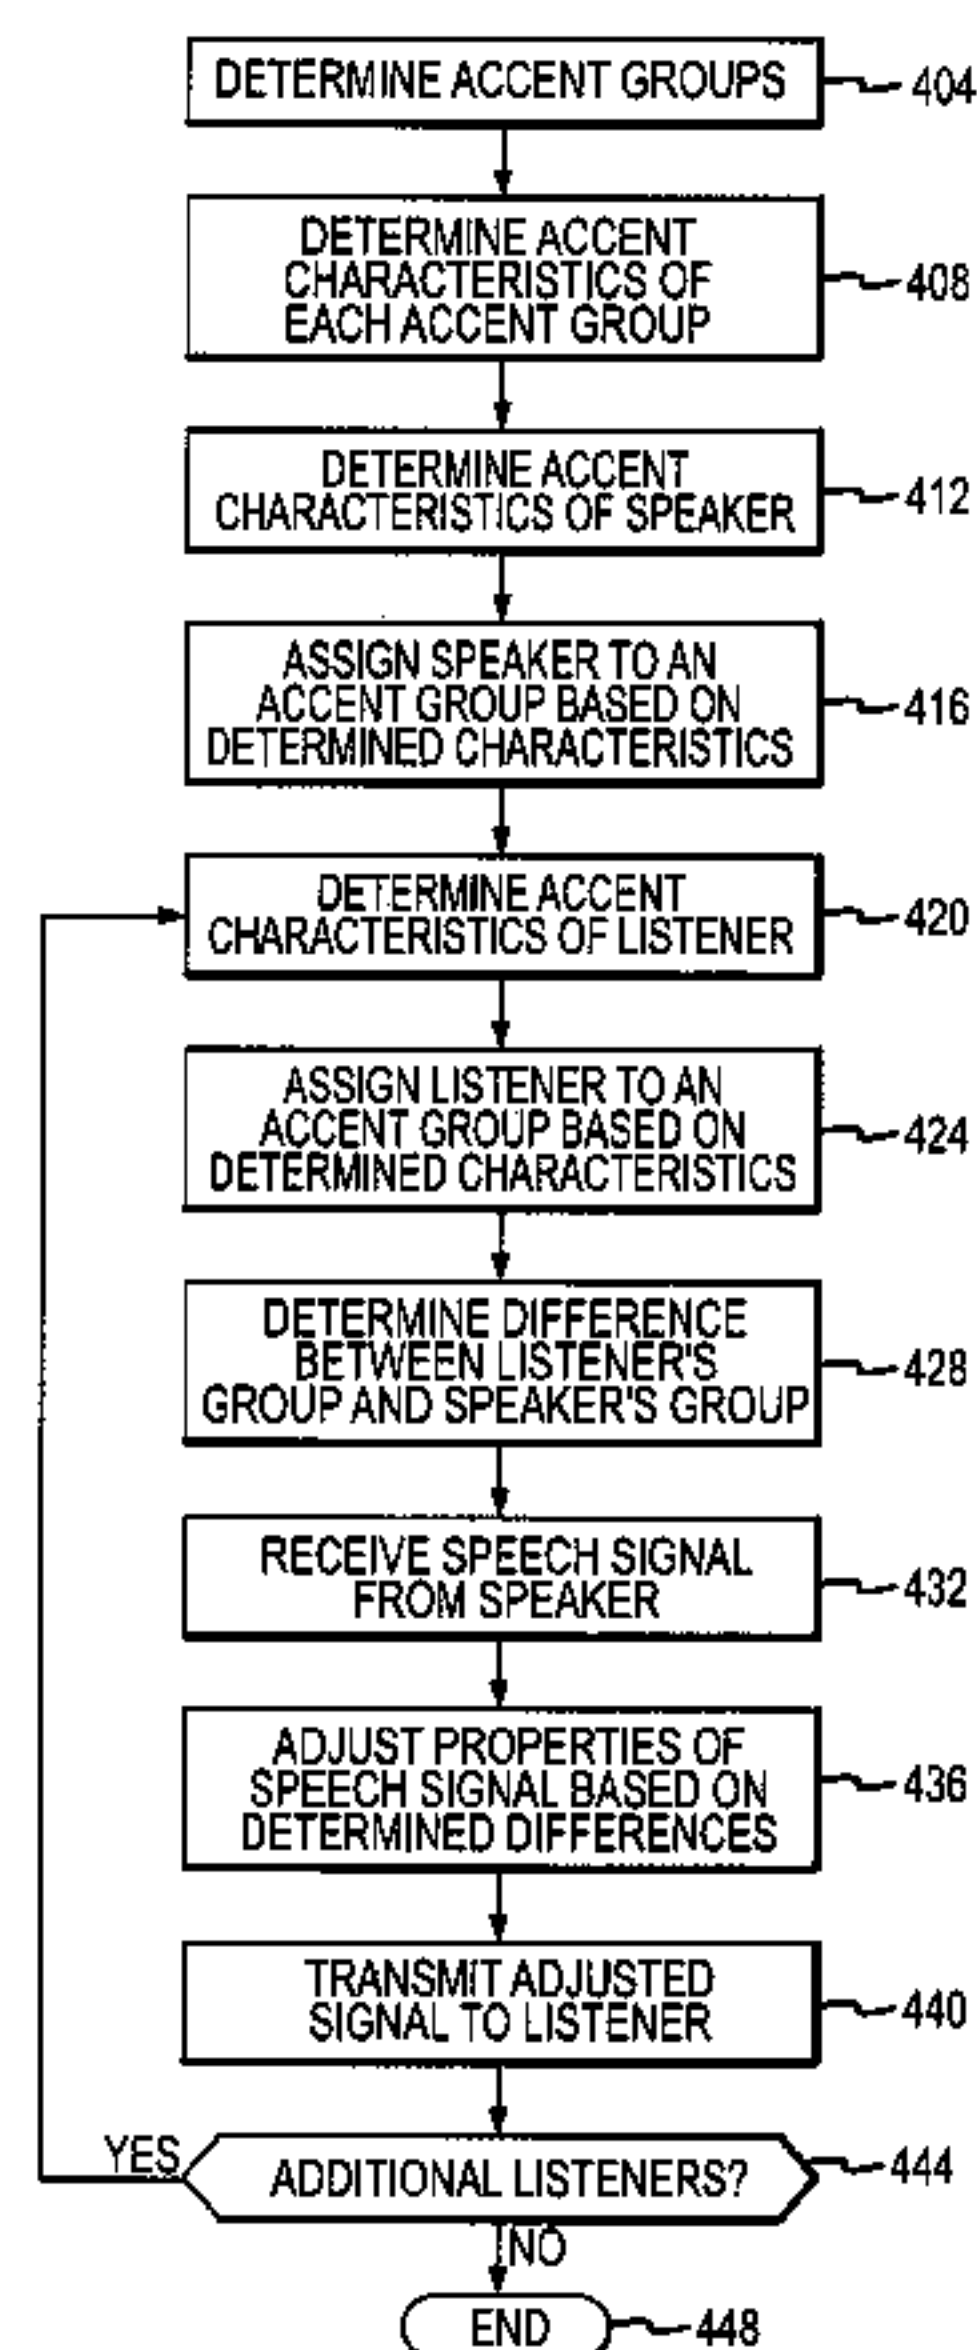 DETERMINE ACCENT GROUPS
404
DETERMINE ACCENT
CHARACTERISTICS OF
EACH ACCENT GROUP
408
DETERMINE ACCENT
CHARACTERISTICS OF SPEAKER
412
ASSIGN SPEAKER TO AN
ACCENT GROUP BASED ON
DETERMINED CHARACTERISTICS
416
DETERMINE ACCENT
CHARACTERISTICS OF LISTENER
420
ASSIGN LISTENER TO AN
ACCENT GROUP BASED ON
DETERMINED CHARACTERISTICS
424
DETERMINE DIFFERENCE
BETWEEN LISTENER'S
GROUP AND SPEAKER'S GROUP
428
RECEIVE SPEECH SIGNAL
FROM SPEAKER
432
ADJUST PROPERTIES OF
SPEECH SIGNAL BASED ON
DETERMINED DIFFERENCES
436
TRANSMIT ADJUSTED
SIGNAL TO LISTENER
440
YES
ADDITIONAL LISTENERS?
444
NO
END
448